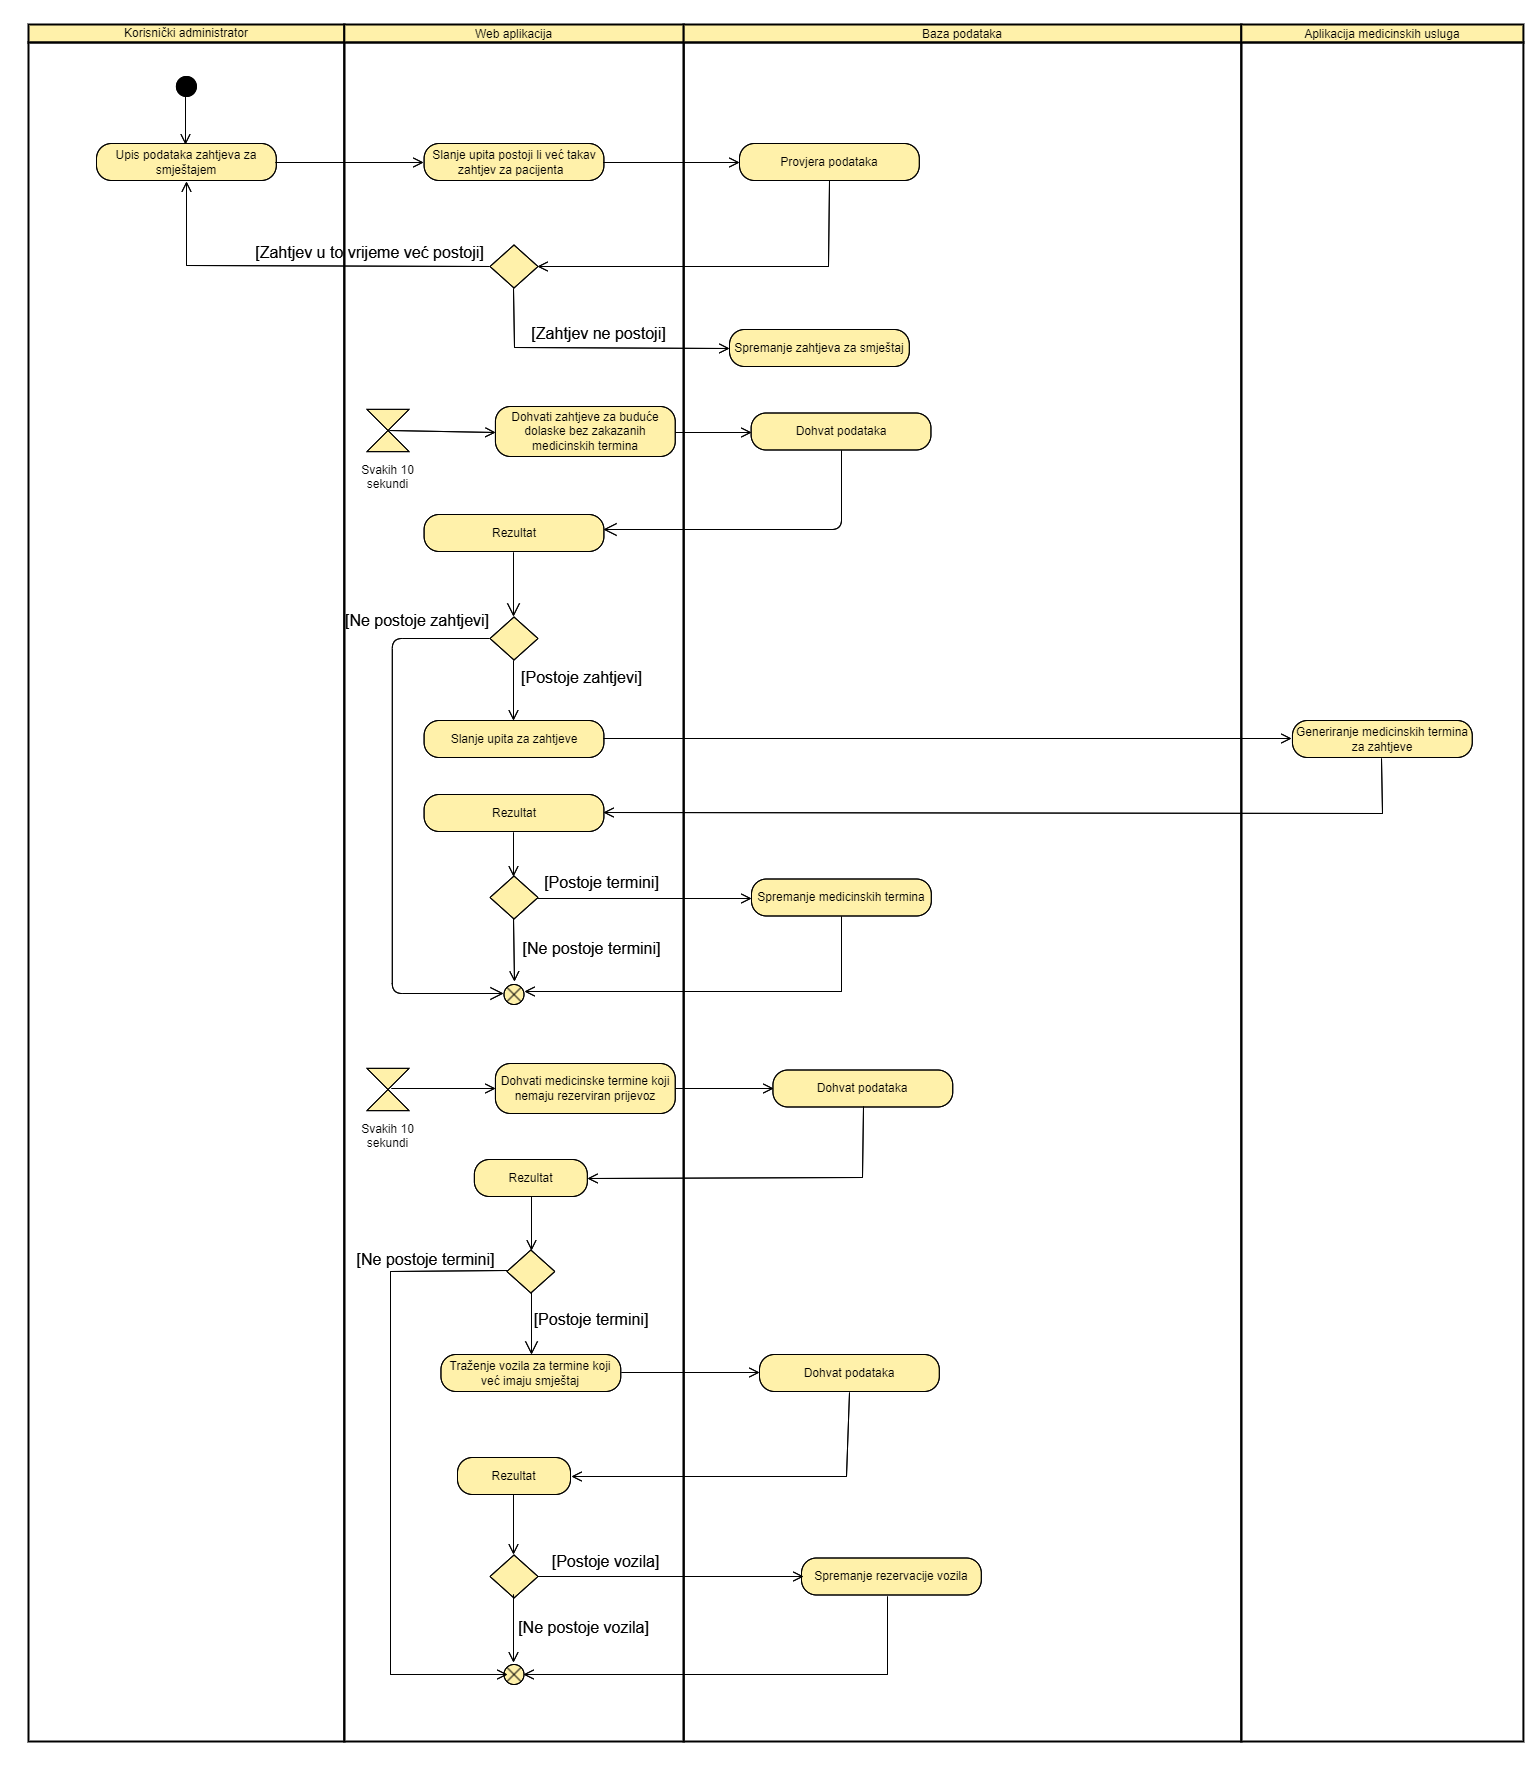 Korisnički administrator
Web aplikacija
Baza podataka
Aplikacija medicinskih usluga
Upis podataka zahtjeva za
smještajem
Slanje upita postoji li već takav
zahtjev za pacijenta
Provjera podataka
[Zahtjev u to vrijeme već postoji]
[Zahtjev ne postoji]
Spremanje zahtjeva za smještaj
Svakih 10
sekundi
Dohvati zahtjeve za buduće
dolaske bez zakazanih
medicinskih termina
Dohvat podataka
Rezultat
[Ne postoje zahtjevi]
[Postoje zahtjevi]
Slanje upita za zahtjeve
Generiranje medicinskih termina
za zahtjeve
Rezultat
[Postoje termini]
Spremanje medicinskih termina
[Ne postoje termini]
Svakih 10
sekundi
Dohvati medicinske termine koji
nemaju rezerviran prijevoz
Dohvat podataka
Rezultat
[Ne postoje termini]
[Postoje termini]
Traženje vozila za termine koji
već imaju smještaj
Dohvat podataka
Rezultat
[Postoje vozila]
Spremanje rezervacije vozila
[Ne postoje vozila]